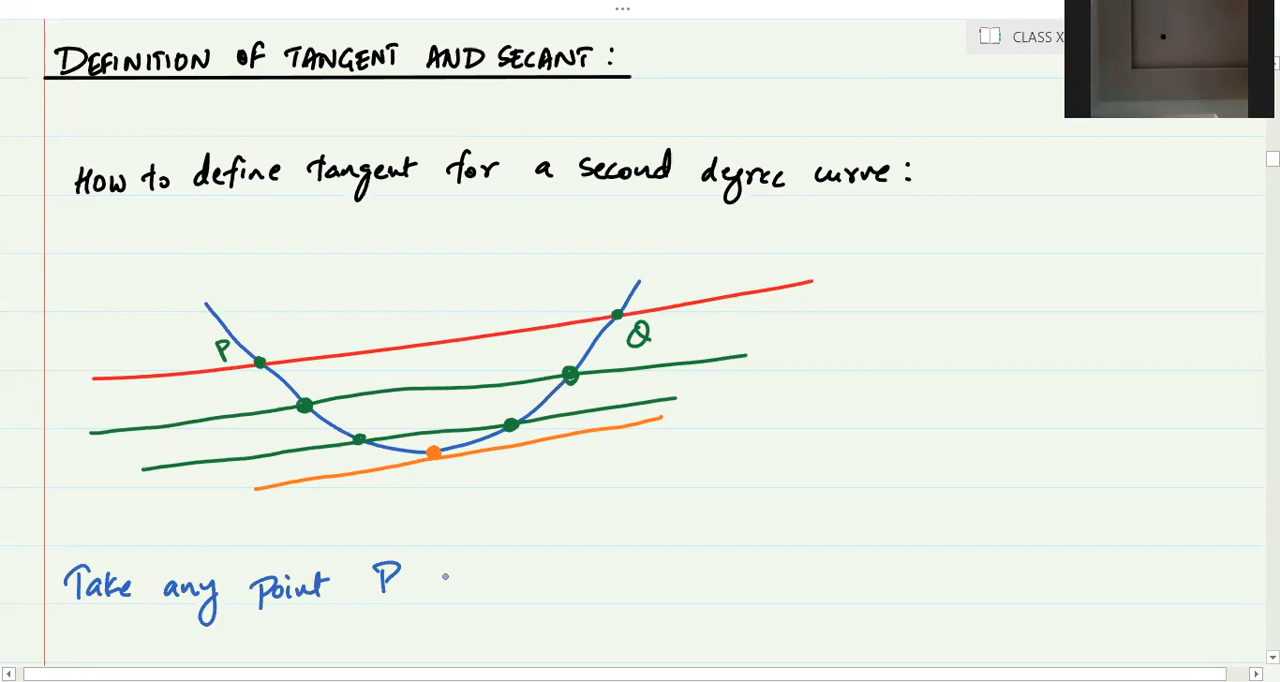 DEFINITION OF TANGENT AND SECANT :
CLASS X
How to define tangent for a second degree curve :
P
Q
Take any point P